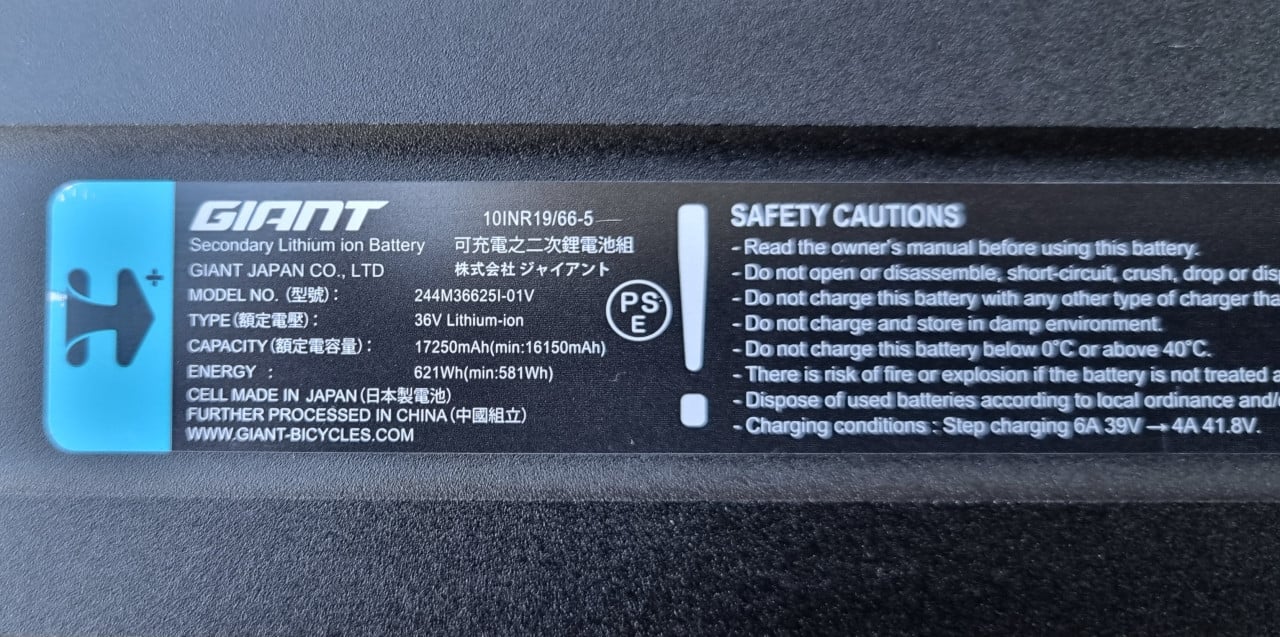 GIANT
10INR19/66-5
Secondary Lithium ion Battery
可充電之二次鋰電池組
GIANT JAPAN CO., LTD
株式会社 ジャイアント
MODEL NO. (型號) : 244M36625I-01V
TYPE (額定電壓) : 36V Lithium-ion
CAPACITY (額定電容量) : 17250mAh(min:16150mAh)
ENERGY : 621Wh(min:581Wh)
CELL MADE IN JAPAN (日本製電池)
FURTHER PROCESSED IN CHINA (中國組立)
WWW.GIANT-BICYCLES.COM
PS
E
SAFETY CAUTIONS
- Read the owner's manual before using this battery.
- Do not open or disassemble, short-circuit, crush, drop or
- Do not charge this battery with any other type of charger
- Do not charge and store in damp environment.
- Do not charge this battery below 0°C or above 40°C.
- There is risk of fire or explosion if the battery is not treated
- Dispose of used batteries according to local ordinance and/
- Charging conditions : Step charging 6A 39V → 4A 41.8V.